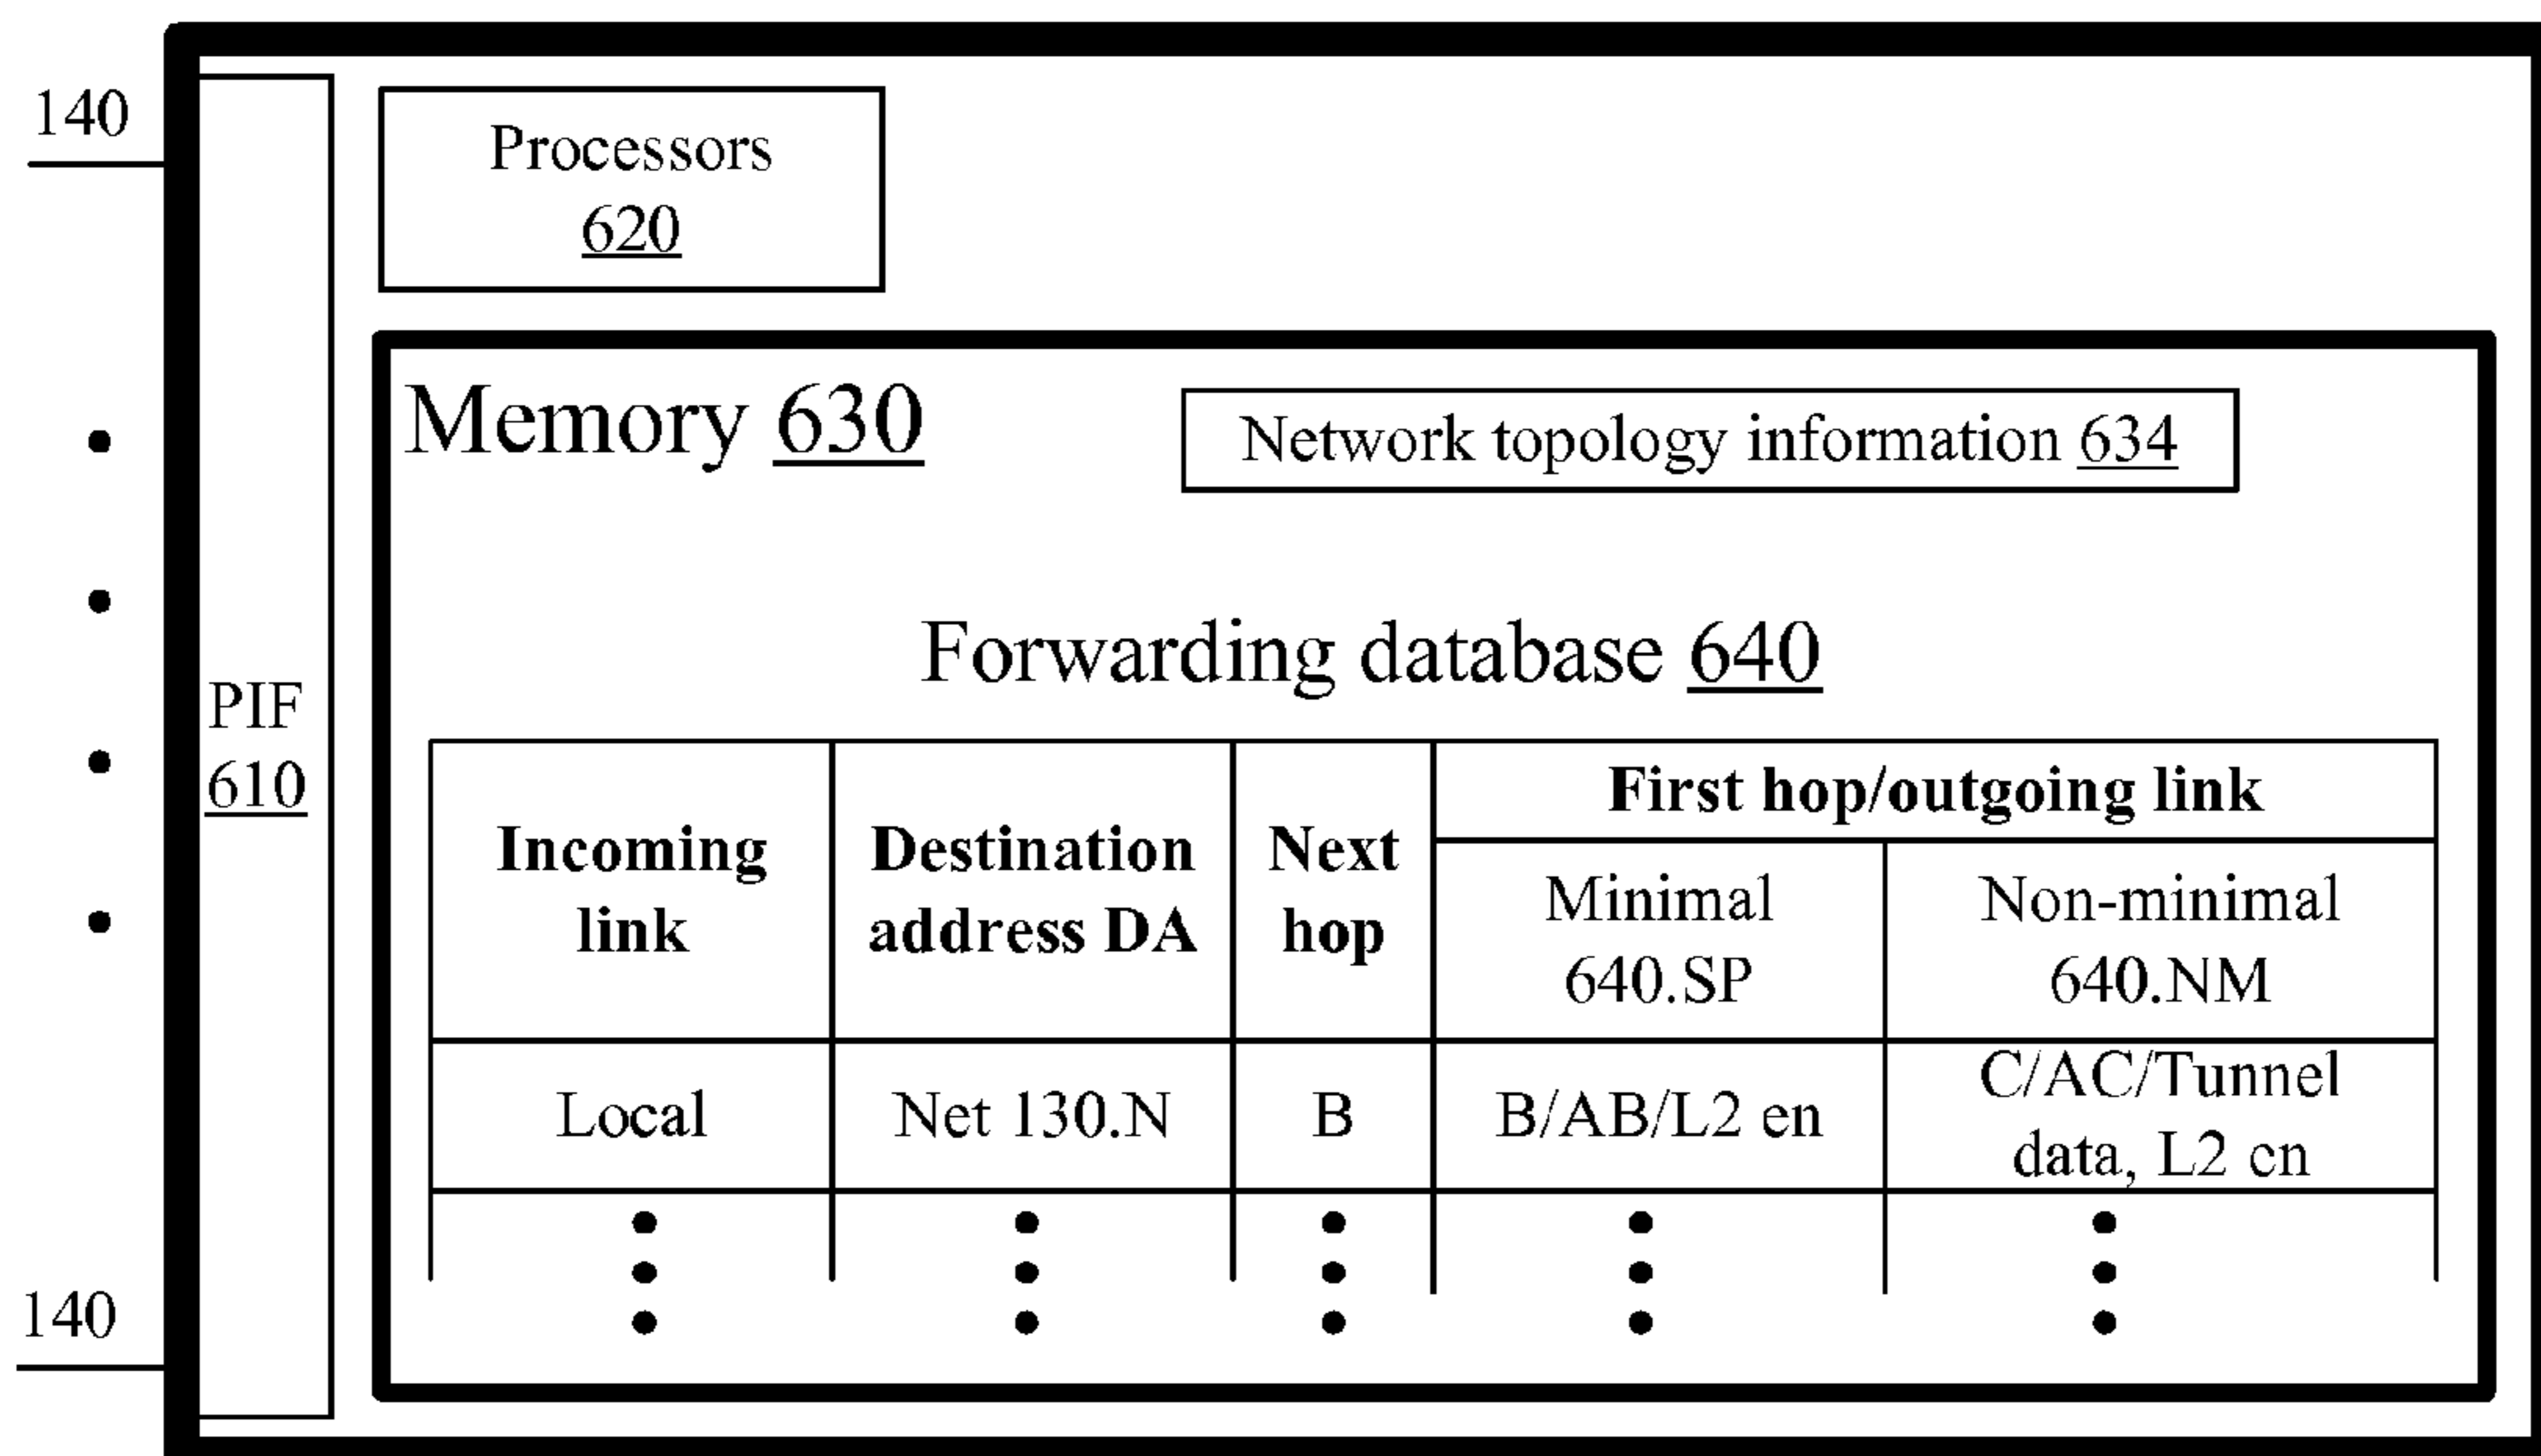 140
Processors
620
Memory 630
Network topology information 634
Forwarding database 640
PIF
610
First hop/outgoing link
Incoming
link
Destination
address DA
Next
hop
Minimal
640.SP
Non-minimal
640.NM
Local
Net 130.N
B
B/AB/L2 en
C/AC/Tunnel
data, L2 cn
140